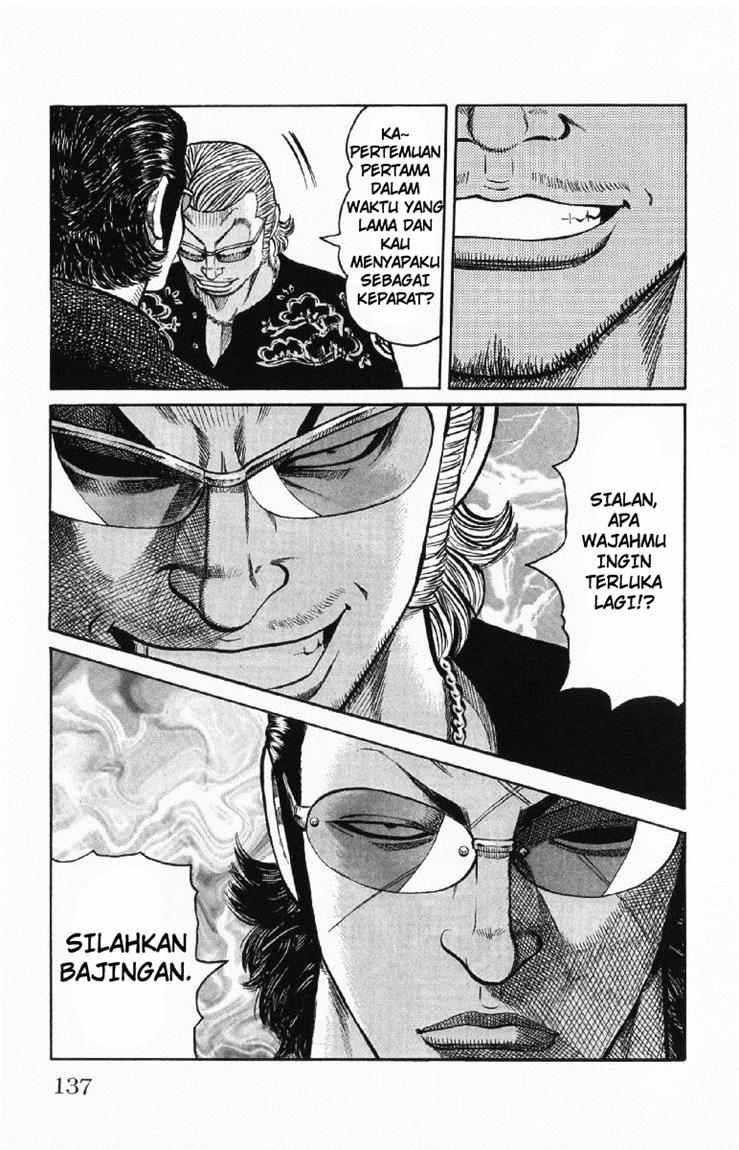 KA~
PERTEMUAN
PERTAMA
DALAM
WAKTU YANG
LAMA DAN
KAU
MENYAPAKU
SEBAGAI
KEPARAT?
SIALAN,
APA
WAJAHMU
INGIN
TERLUKA
LAGI!?
SILAHKAN
BAJINGAN.
137